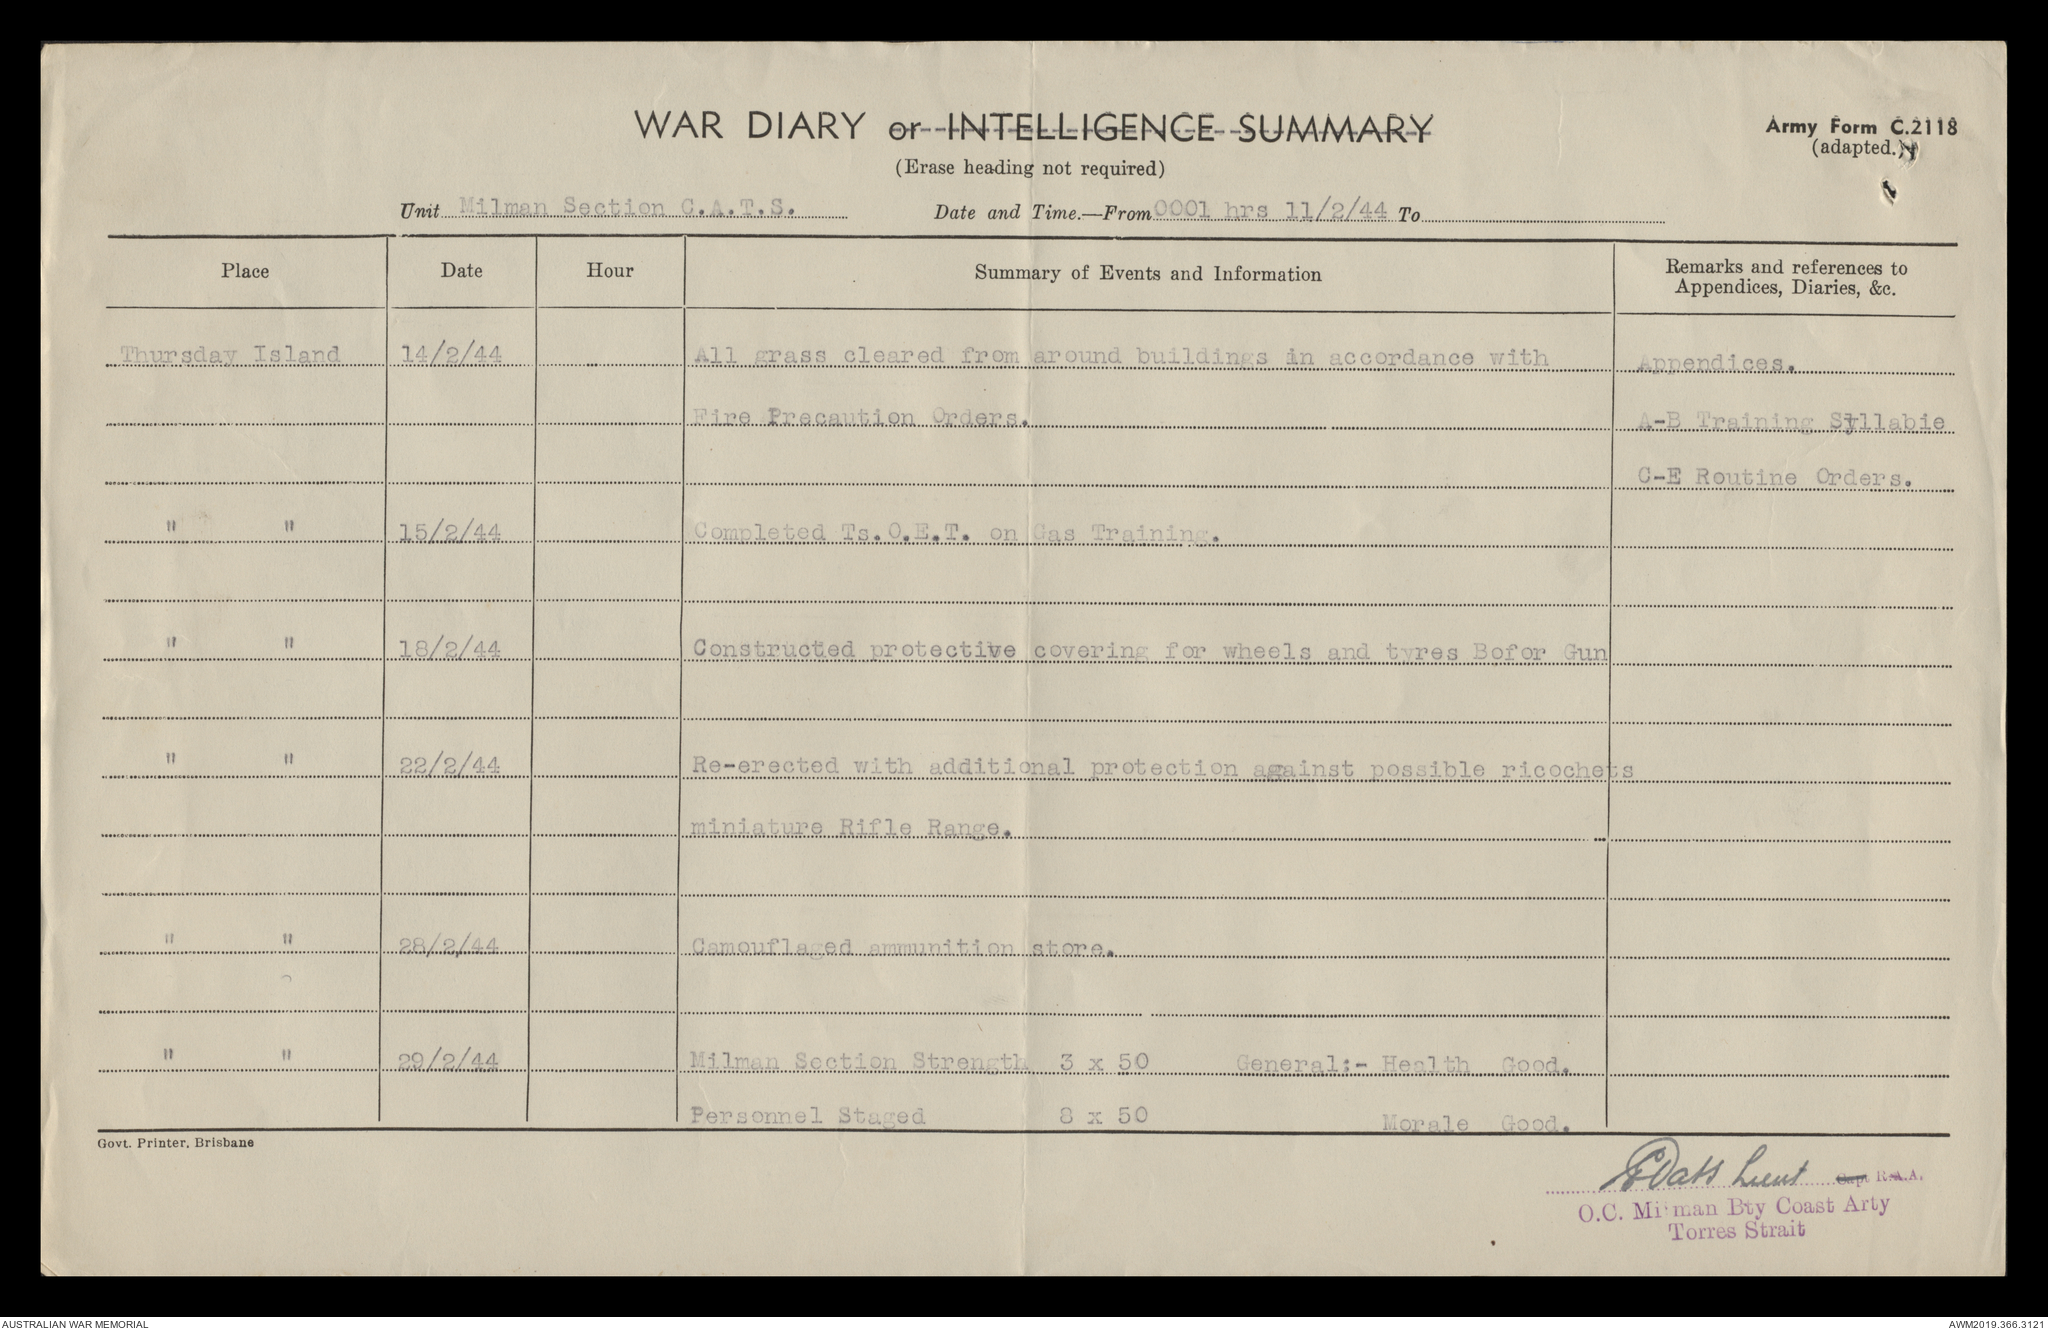 WAR DIARY or INTELLIGENCE SUMMARY
(Erase heading not required)
Army Form C.2118
(adapted.)
Unit Milman Section C.A.T.S. Date and Time.—From 0001 hrs 11/2/44 To
Place Date Hour Summary of Events and Information Remarks and references to Appendices, Diaries, &c.
Thursday Island 14/2/44 All grass cleared from around buildings in accordance with Appendices.
Fire Precaution Orders. A-B Training Syllabie
C-E Routine Orders.
" " 15/2/44 Completed Ts.O.E.T. on Gas Training.
" " 18/2/44 Constructed protective covering for wheels and tyres Bofor Gun
" " 22/2/44 Re-erected with additional protection against possible ricochets
miniature Rifle Range.
" " 28/2/44 Camouflaged ammunition store.
" " 29/2/44 Milman Section Strength 3 x 50 General:- Health Good.
Personnel Staged 8 x 50 Morale Good.
Govt. Printer, Brisbane
Lieut Capt R.A.A.
O.C. Milman Bty Coast Arty
Torres Strait
AUSTRALIAN WAR MEMORIAL
AWM2019.366.3121